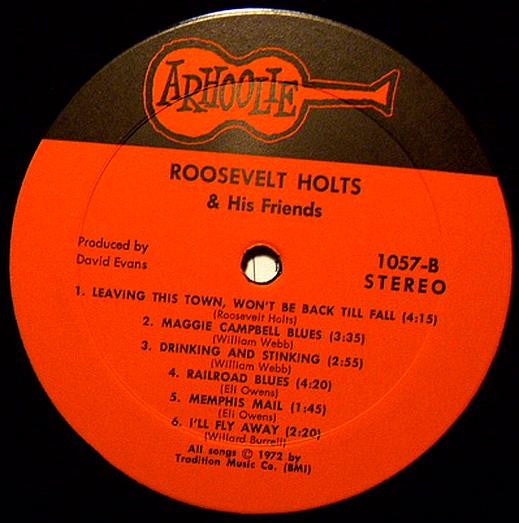 ARHOOLIE
ROOSEVELT HOLTS
& His Friends
Produced by
David Evans
1057-B
STEREO
1. LEAVING THIS TOWN, WON'T BE BACK TILL FALL (4:15)
(Roosevelt Holts)
2. MAGGIE CAMPBELL BLUES (3:35)
(William Webb)
3. DRINKING AND STINKING (2:55)
(William Webb)
4. RAILROAD BLUES (4:20)
(Eli Owens)
5. MEMPHIS MAIL (1:45)
(Eli Owens)
6. I'LL FLY AWAY (2:20)
(Willard Burrell)
All songs © 1972 by
Tradition Music Co. (BMI)